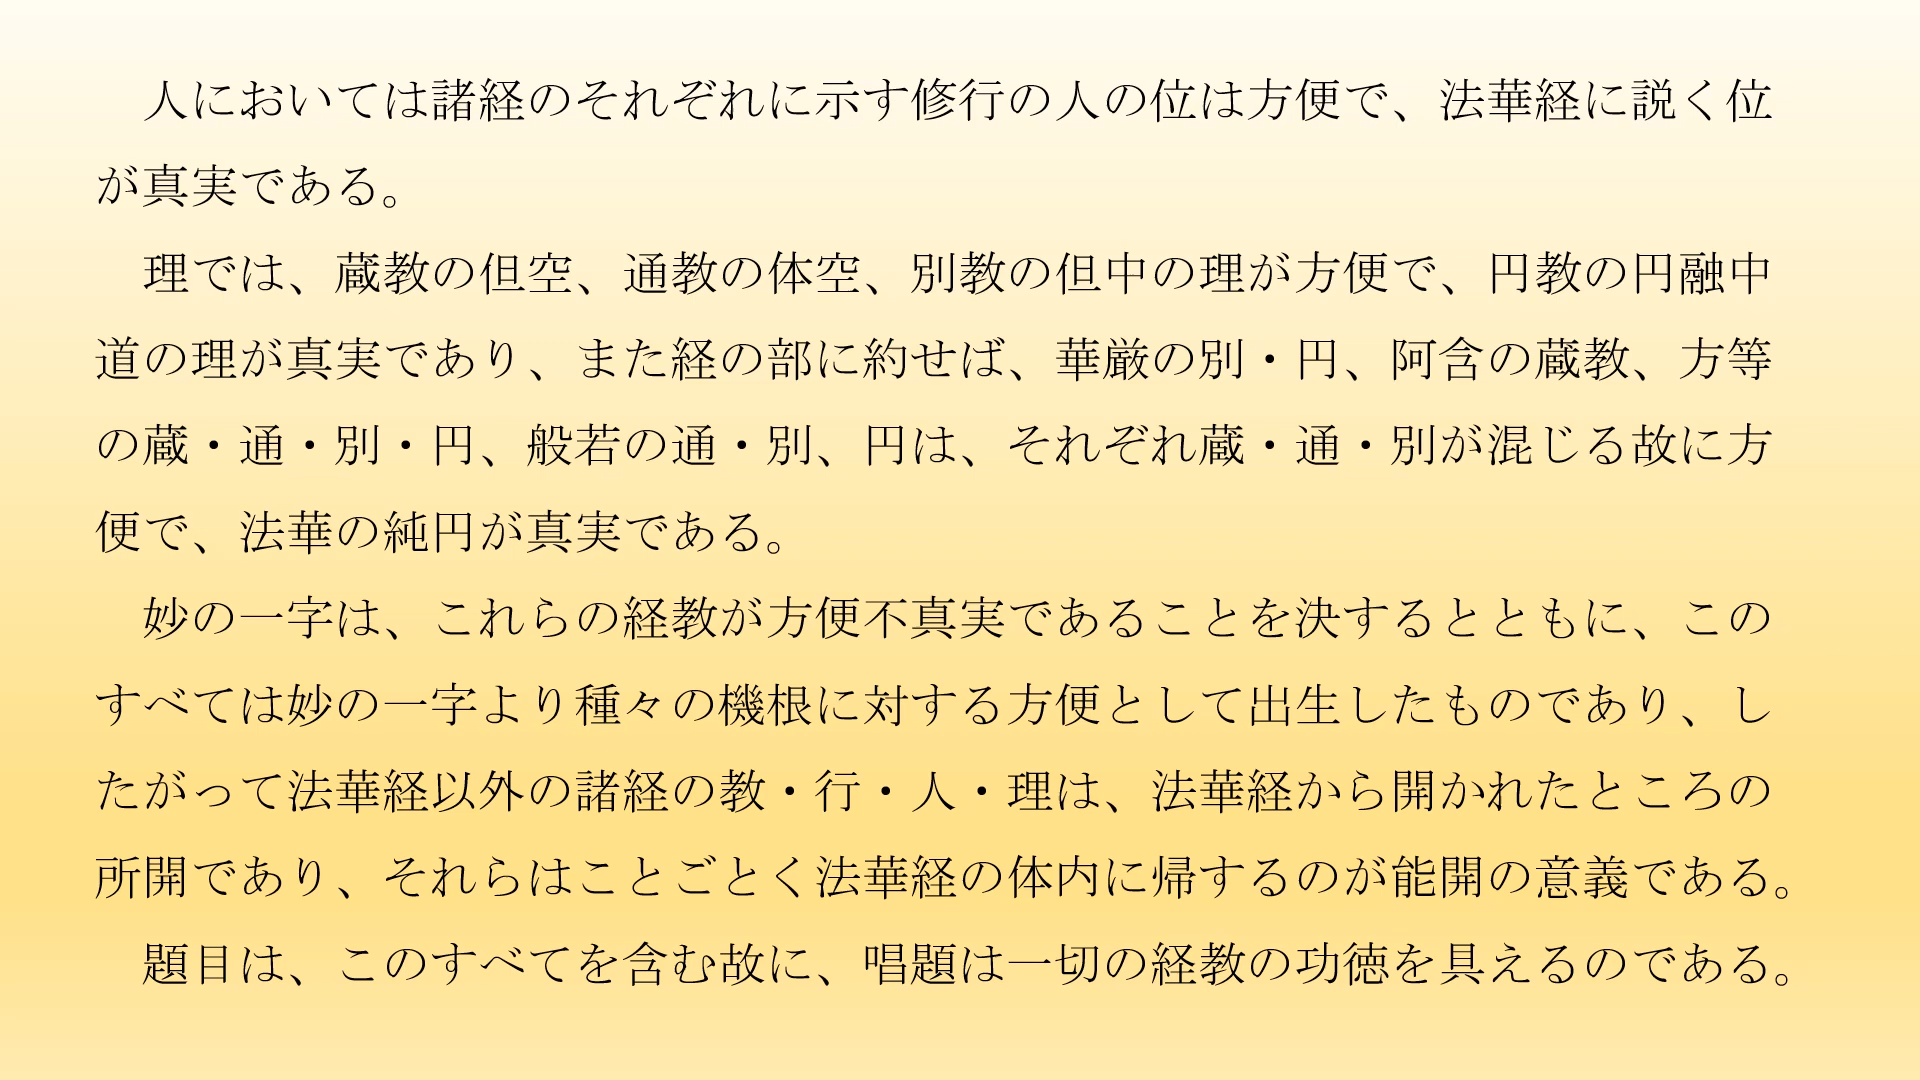 人においては諸経のそれぞれに示す修行の人の位は方便で、法華経に説く位
が真実である。
　理では、蔵教の但空、通教の体空、別教の但中の理が方便で、円教の円融中
道の理が真実であり、また経の部に約せば、華厳の別・円、阿含の蔵教、方等
の蔵・通・別・円、般若の通・別、円は、それぞれ蔵・通・別が混じる故に方
便で、法華の純円が真実である。
　妙の一字は、これらの経教が方便不真実であることを決するとともに、この
すべては妙の一字より種々の機根に対する方便として出生したものであり、し
たがって法華経以外の諸経の教・行・人・理は、法華経から開かれたところの
所開であり、それらはことごとく法華経の体内に帰するのが能開の意義である。
　題目は、このすべてを含む故に、唱題は一切の経教の功徳を具えるのである。